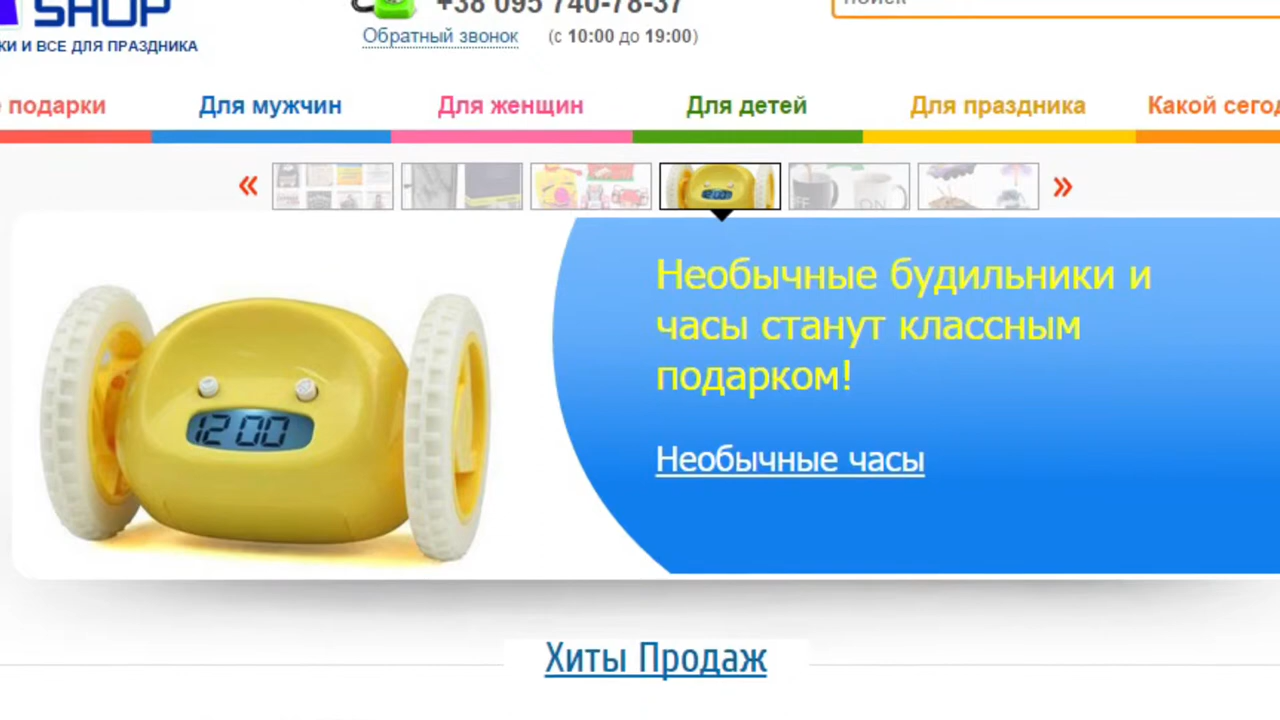 SHOP
+38 095 740-78-37
поиск
И ВСЕ ДЛЯ ПРАЗДНИКА
Обратный звонок (с 10:00 до 19:00)
подарки Для мужчин Для женщин Для детей Для праздника Какой
« »
Необычные будильники и
часы станут классным
подарком!
12:00
Необычные часы
Хиты Продаж